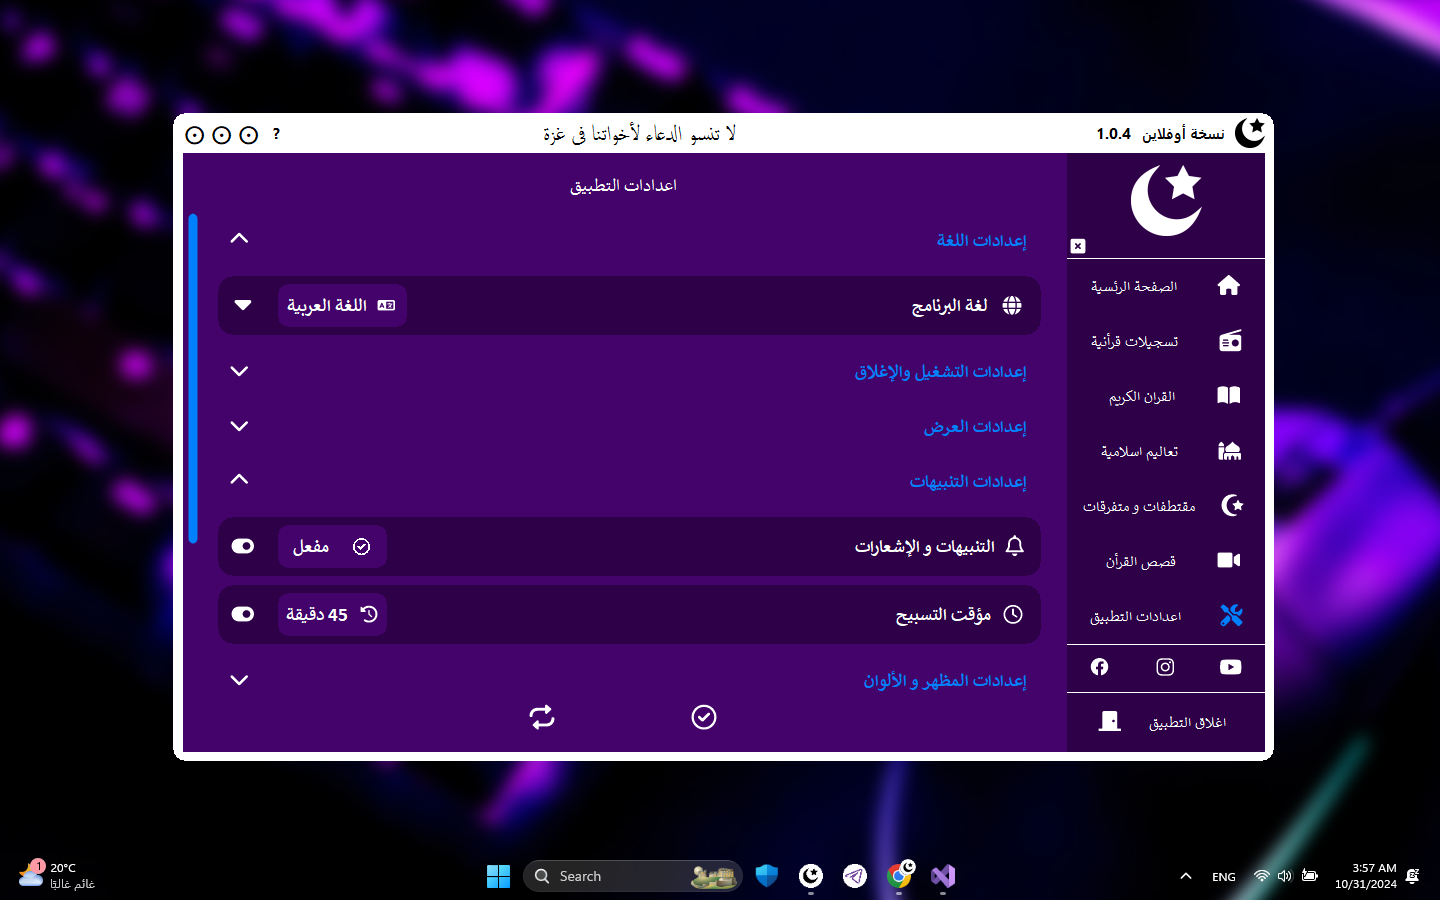 نسخة أوفلاين 1.0.4
لا تنسو الدعاء لأخواتنا في غزة
?
اعدادات التطبيق
إعدادات اللغة
لغة البرنامج
اللغة العربية
إعدادات التشغيل والإغلاق
إعدادات العرض
إعدادات التنبيهات
التنبيهات و الإشعارات
مفعل
مؤقت التسبيح
45 دقيقة
إعدادات المظهر و الألوان
الصفحة الرئسية
تسجيلات قرأنية
القران الكريم
تعاليم اسلامية
مقتطفات و متفرقات
قصص القرأن
اعدادات التطبيق
اغلاق التطبيق
1
20°C
غائم غالبًا
Search
ENG
3:57 AM
10/31/2024